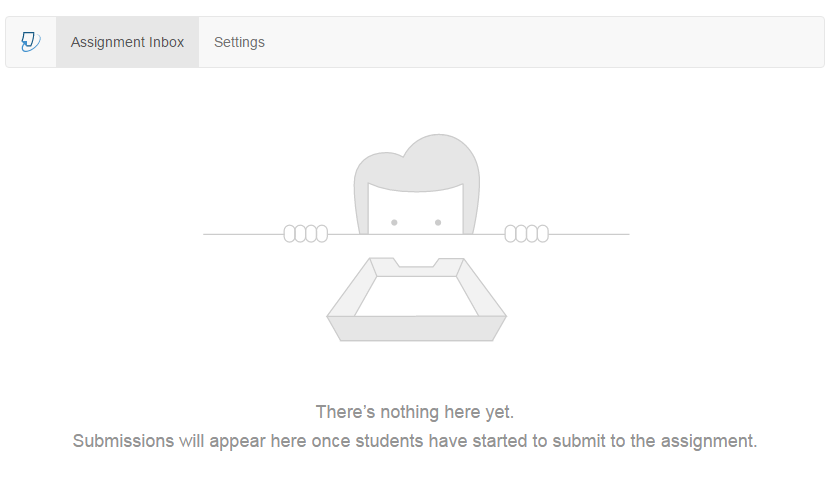 Assignment Inbox Settings
There's nothing here yet.
Submissions will appear here once students have started to submit to the assignment.